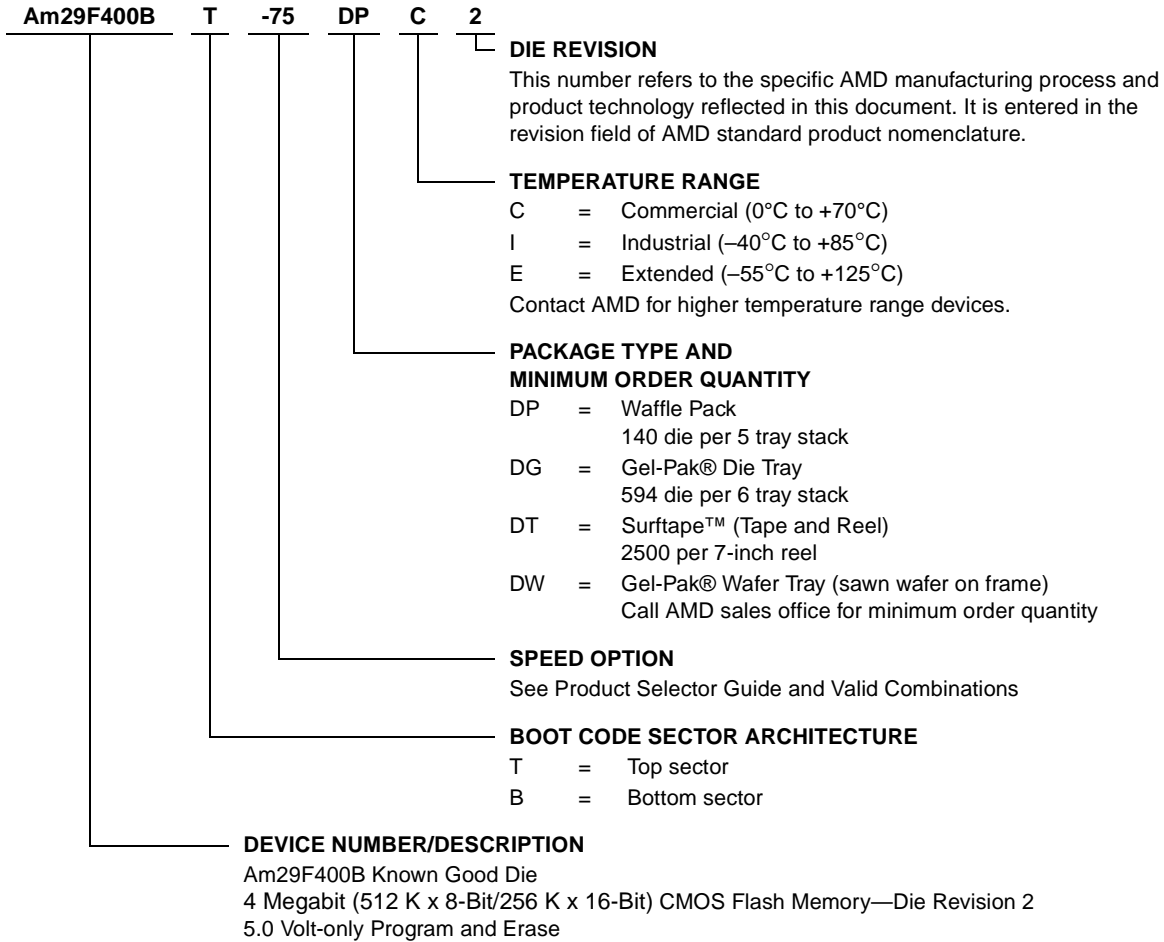 Am29F400B T -75 DP C 2
DIE REVISION
This number refers to the specific AMD manufacturing process and
product technology reflected in this document. It is entered in the
revision field of AMD standard product nomenclature.
TEMPERATURE RANGE
C = Commercial (0°C to +70°C)
I = Industrial (–40°C to +85°C)
E = Extended (–55°C to +125°C)
Contact AMD for higher temperature range devices.
PACKAGE TYPE AND
MINIMUM ORDER QUANTITY
DP = Waffle Pack
140 die per 5 tray stack
DG = Gel-Pak® Die Tray
594 die per 6 tray stack
DT = Surftape™ (Tape and Reel)
2500 per 7-inch reel
DW = Gel-Pak® Wafer Tray (sawn wafer on frame)
Call AMD sales office for minimum order quantity
SPEED OPTION
See Product Selector Guide and Valid Combinations
BOOT CODE SECTOR ARCHITECTURE
T = Top sector
B = Bottom sector
DEVICE NUMBER/DESCRIPTION
Am29F400B Known Good Die
4 Megabit (512 K x 8-Bit/256 K x 16-Bit) CMOS Flash Memory—Die Revision 2
5.0 Volt-only Program and Erase